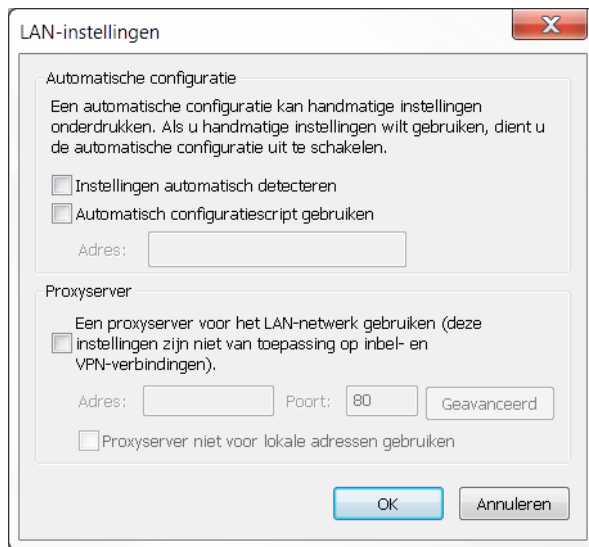 LAN-instellingen
Automatische configuratie
Een automatische configuratie kan handmatige instellingen
onderdrukken. Als u handmatige instellingen wilt gebruiken, dient u
de automatische configuratie uit te schakelen.
Instellingen automatisch detecteren
Automatisch configuratiescript gebruiken
Adres:
Proxyserver
Een proxyserver voor het LAN-netwerk gebruiken (deze
instellingen zijn niet van toepassing op inbel- en
VPN-verbindingen).
Adres: Poort: 80 Geavanceerd
Proxyserver niet voor lokale adressen gebruiken
OK Annuleren